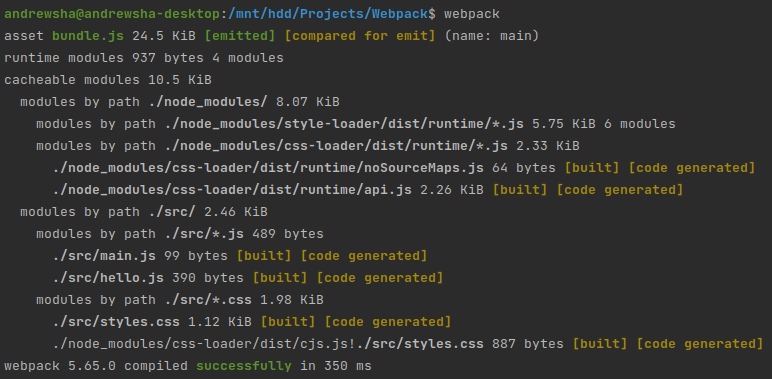 andrewsha@andrewsha-desktop:/mnt/hdd/Projects/Webpack$ webpack
asset bundle.js 24.5 KiB [emitted] [compared for emit] (name: main)
runtime modules 937 bytes 4 modules
cacheable modules 10.5 KiB
  modules by path ./node_modules/ 8.07 KiB
    modules by path ./node_modules/style-loader/dist/runtime/*.js 5.75 KiB 6 modules
    modules by path ./node_modules/css-loader/dist/runtime/*.js 2.33 KiB
      ./node_modules/css-loader/dist/runtime/noSourceMaps.js 64 bytes [built] [code generated]
      ./node_modules/css-loader/dist/runtime/api.js 2.26 KiB [built] [code generated]
  modules by path ./src/ 2.46 KiB
    modules by path ./src/*.js 489 bytes
      ./src/main.js 99 bytes [built] [code generated]
      ./src/hello.js 390 bytes [built] [code generated]
    modules by path ./src/*.css 1.98 KiB
      ./src/styles.css 1.12 KiB [built] [code generated]
      ./node_modules/css-loader/dist/cjs.js!./src/styles.css 887 bytes [built] [code generated]
webpack 5.65.0 compiled successfully in 350 ms